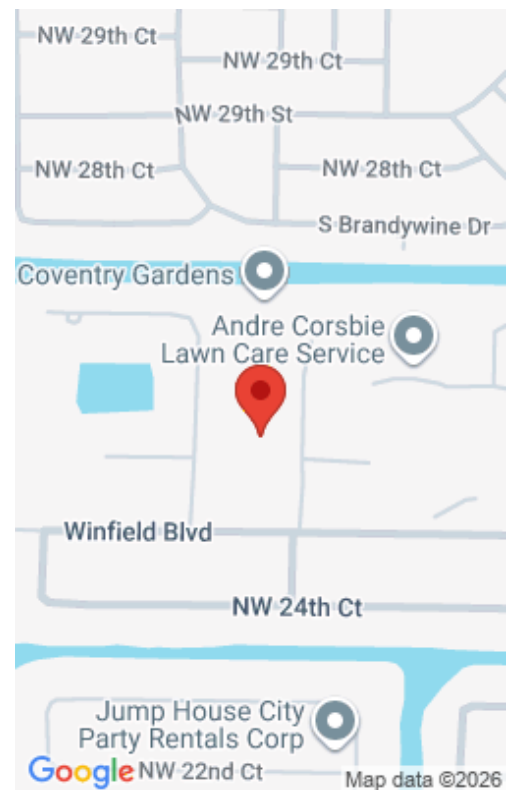 NW 29th Ct
NW 29th Ct
NW 29th St
NW 28th Ct
NW 28th Ct
S Brandywine Dr
Coventry Gardens
Andre Corsbie
Lawn Care Service
Winfield Blvd
NW 24th Ct
Jump House City
Party Rentals Corp
Google
NW 22nd Ct
Map data ©2026